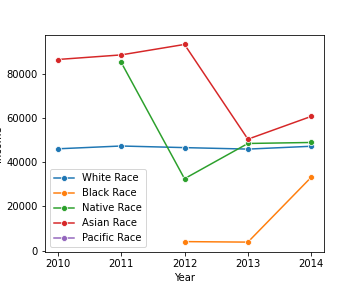 80000
60000
40000
20000
0
White Race
Black Race
Native Race
Asian Race
Pacific Race
2010 2011 2012 2013 2014
Year